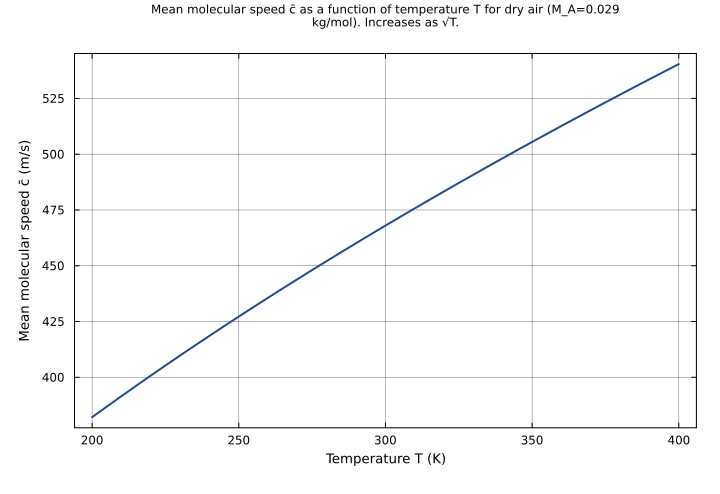 Mean molecular speed c̄ as a function of temperature T for dry air (M_A=0.029
kg/mol). Increases as √T.
525
500
475
450
425
400
Mean molecular speed c̄ (m/s)
200 250 300 350 400
Temperature T (K)